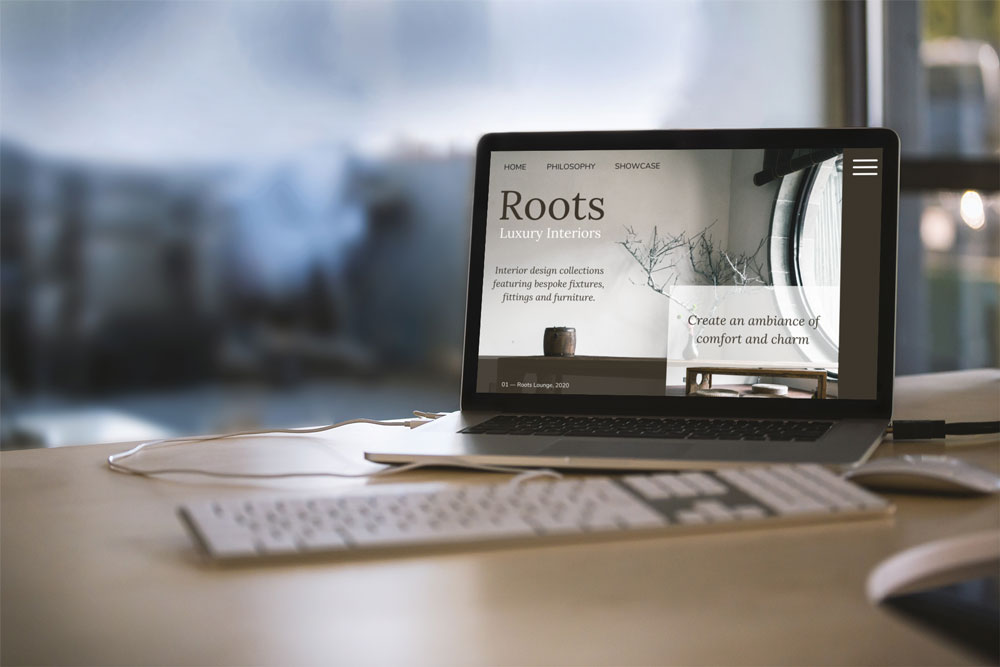 HOME PHILOSOPHY SHOWCASE
Roots
Luxury Interiors
Interior design collections
featuring bespoke fixtures,
fittings and furniture.
Create an ambiance of
comfort and charm
01 — Roots Lounge, 2020